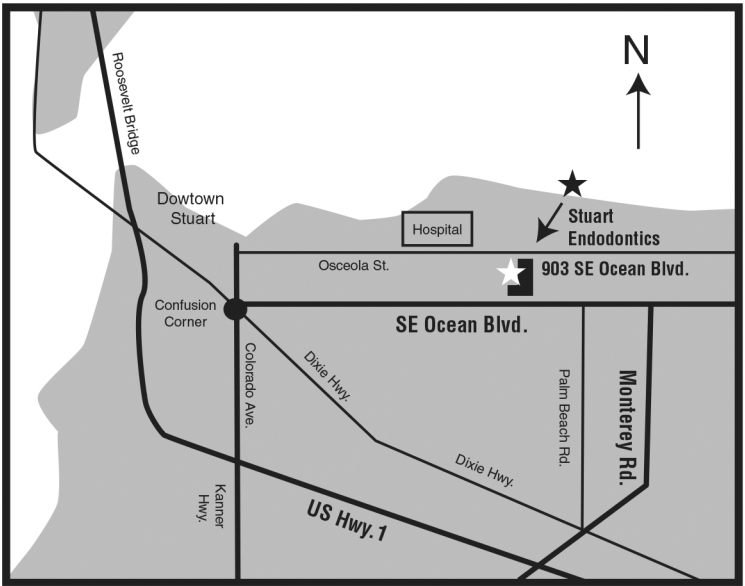 N
Roosevelt Bridge
Dowtown
Stuart
Hospital
Stuart
Endodontics
Osceola St.
903 SE Ocean Blvd.
Confusion
Corner
SE Ocean Blvd.
Colorado Ave.
Dixie Hwy.
Palm Beach Rd.
Monterey Rd.
Dixie Hwy.
Kanner
Hwy.
US Hwy. 1